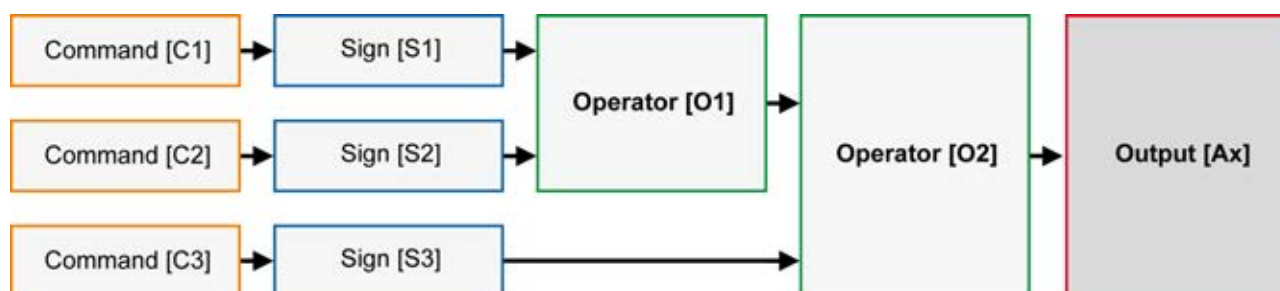 Command [C1]
Sign [S1]
Operator [O1]
Operator [O2]
Output [Ax]
Command [C2]
Sign [S2]
Command [C3]
Sign [S3]